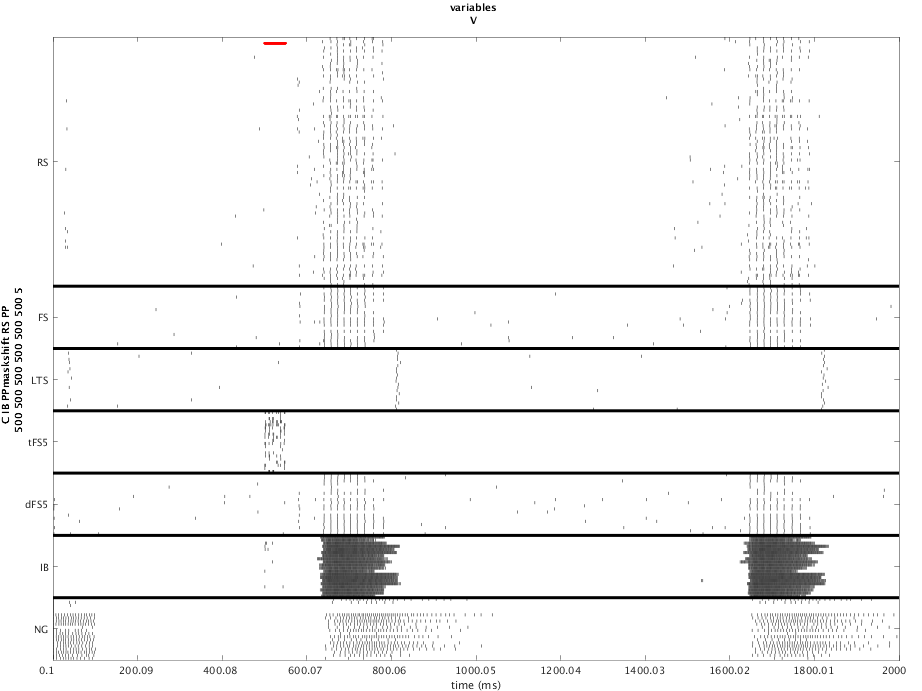 variables
V
C IB PPmaskshift RS PP
500 500 500 500 500 500 5
RS
FS
LTS
tFS5
dFS5
IB
NG
0.1 200.09 400.08 600.07 800.06 1000.05 1200.04 1400.03 1600.02 1800.01 2000
time (ms)